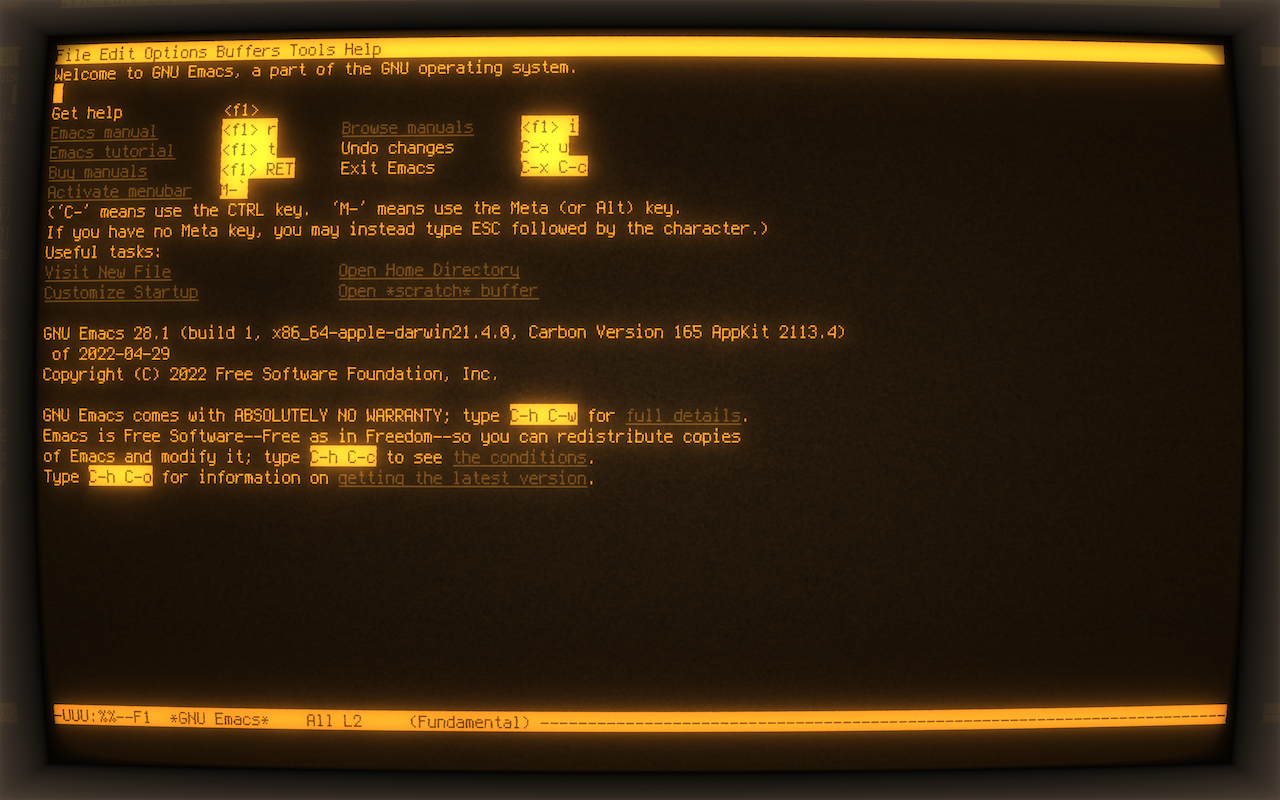 File Edit Options Buffers Tools Help
Welcome to GNU Emacs, a part of the GNU operating system.
Get help <f1>
Emacs manual <f1> r Browse manuals <f1> i
Emacs tutorial <f1> t Undo changes C-x u
Buy manuals <f1> RET Exit Emacs C-x C-c
Activate menubar M-`
(‘C-’ means use the CTRL key. ‘M-’ means use the Meta (or Alt) key.
If you have no Meta key, you may instead type ESC followed by the character.)
Useful tasks:
Visit New File Open Home Directory
Customize Startup Open *scratch* buffer
GNU Emacs 28.1 (build 1, x86_64-apple-darwin21.4.0, Carbon Version 165 AppKit 2113.4)
of 2022-04-29
Copyright (C) 2022 Free Software Foundation, Inc.
GNU Emacs comes with ABSOLUTELY NO WARRANTY; type C-h C-w for full details.
Emacs is Free Software--Free as in Freedom--so you can redistribute copies
of Emacs and modify it; type C-h C-c to see the conditions.
Type C-h C-o for information on getting the latest version.
-UUU:%%--F1 *GNU Emacs* All L2 (Fundamental) ----------------------------------------------------------------------------